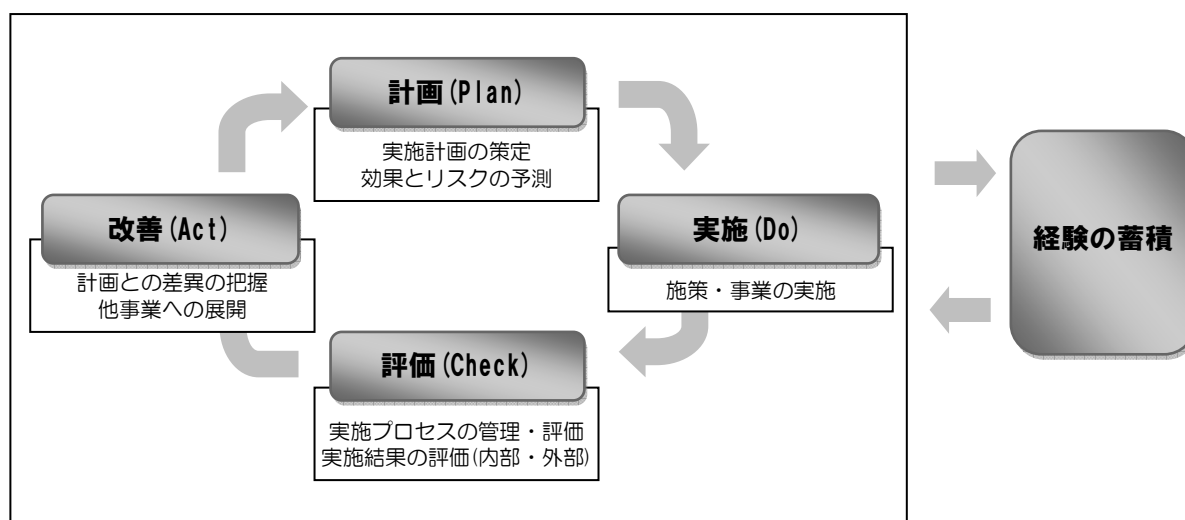 計画(Plan)
実施計画の策定
効果とリスクの予測
改善(Act)
計画との差異の把握
他事業への展開
実施(Do)
施策・事業の実施
評価(Check)
実施プロセスの管理・評価
実施結果の評価(内部・外部)
経験の蓄積